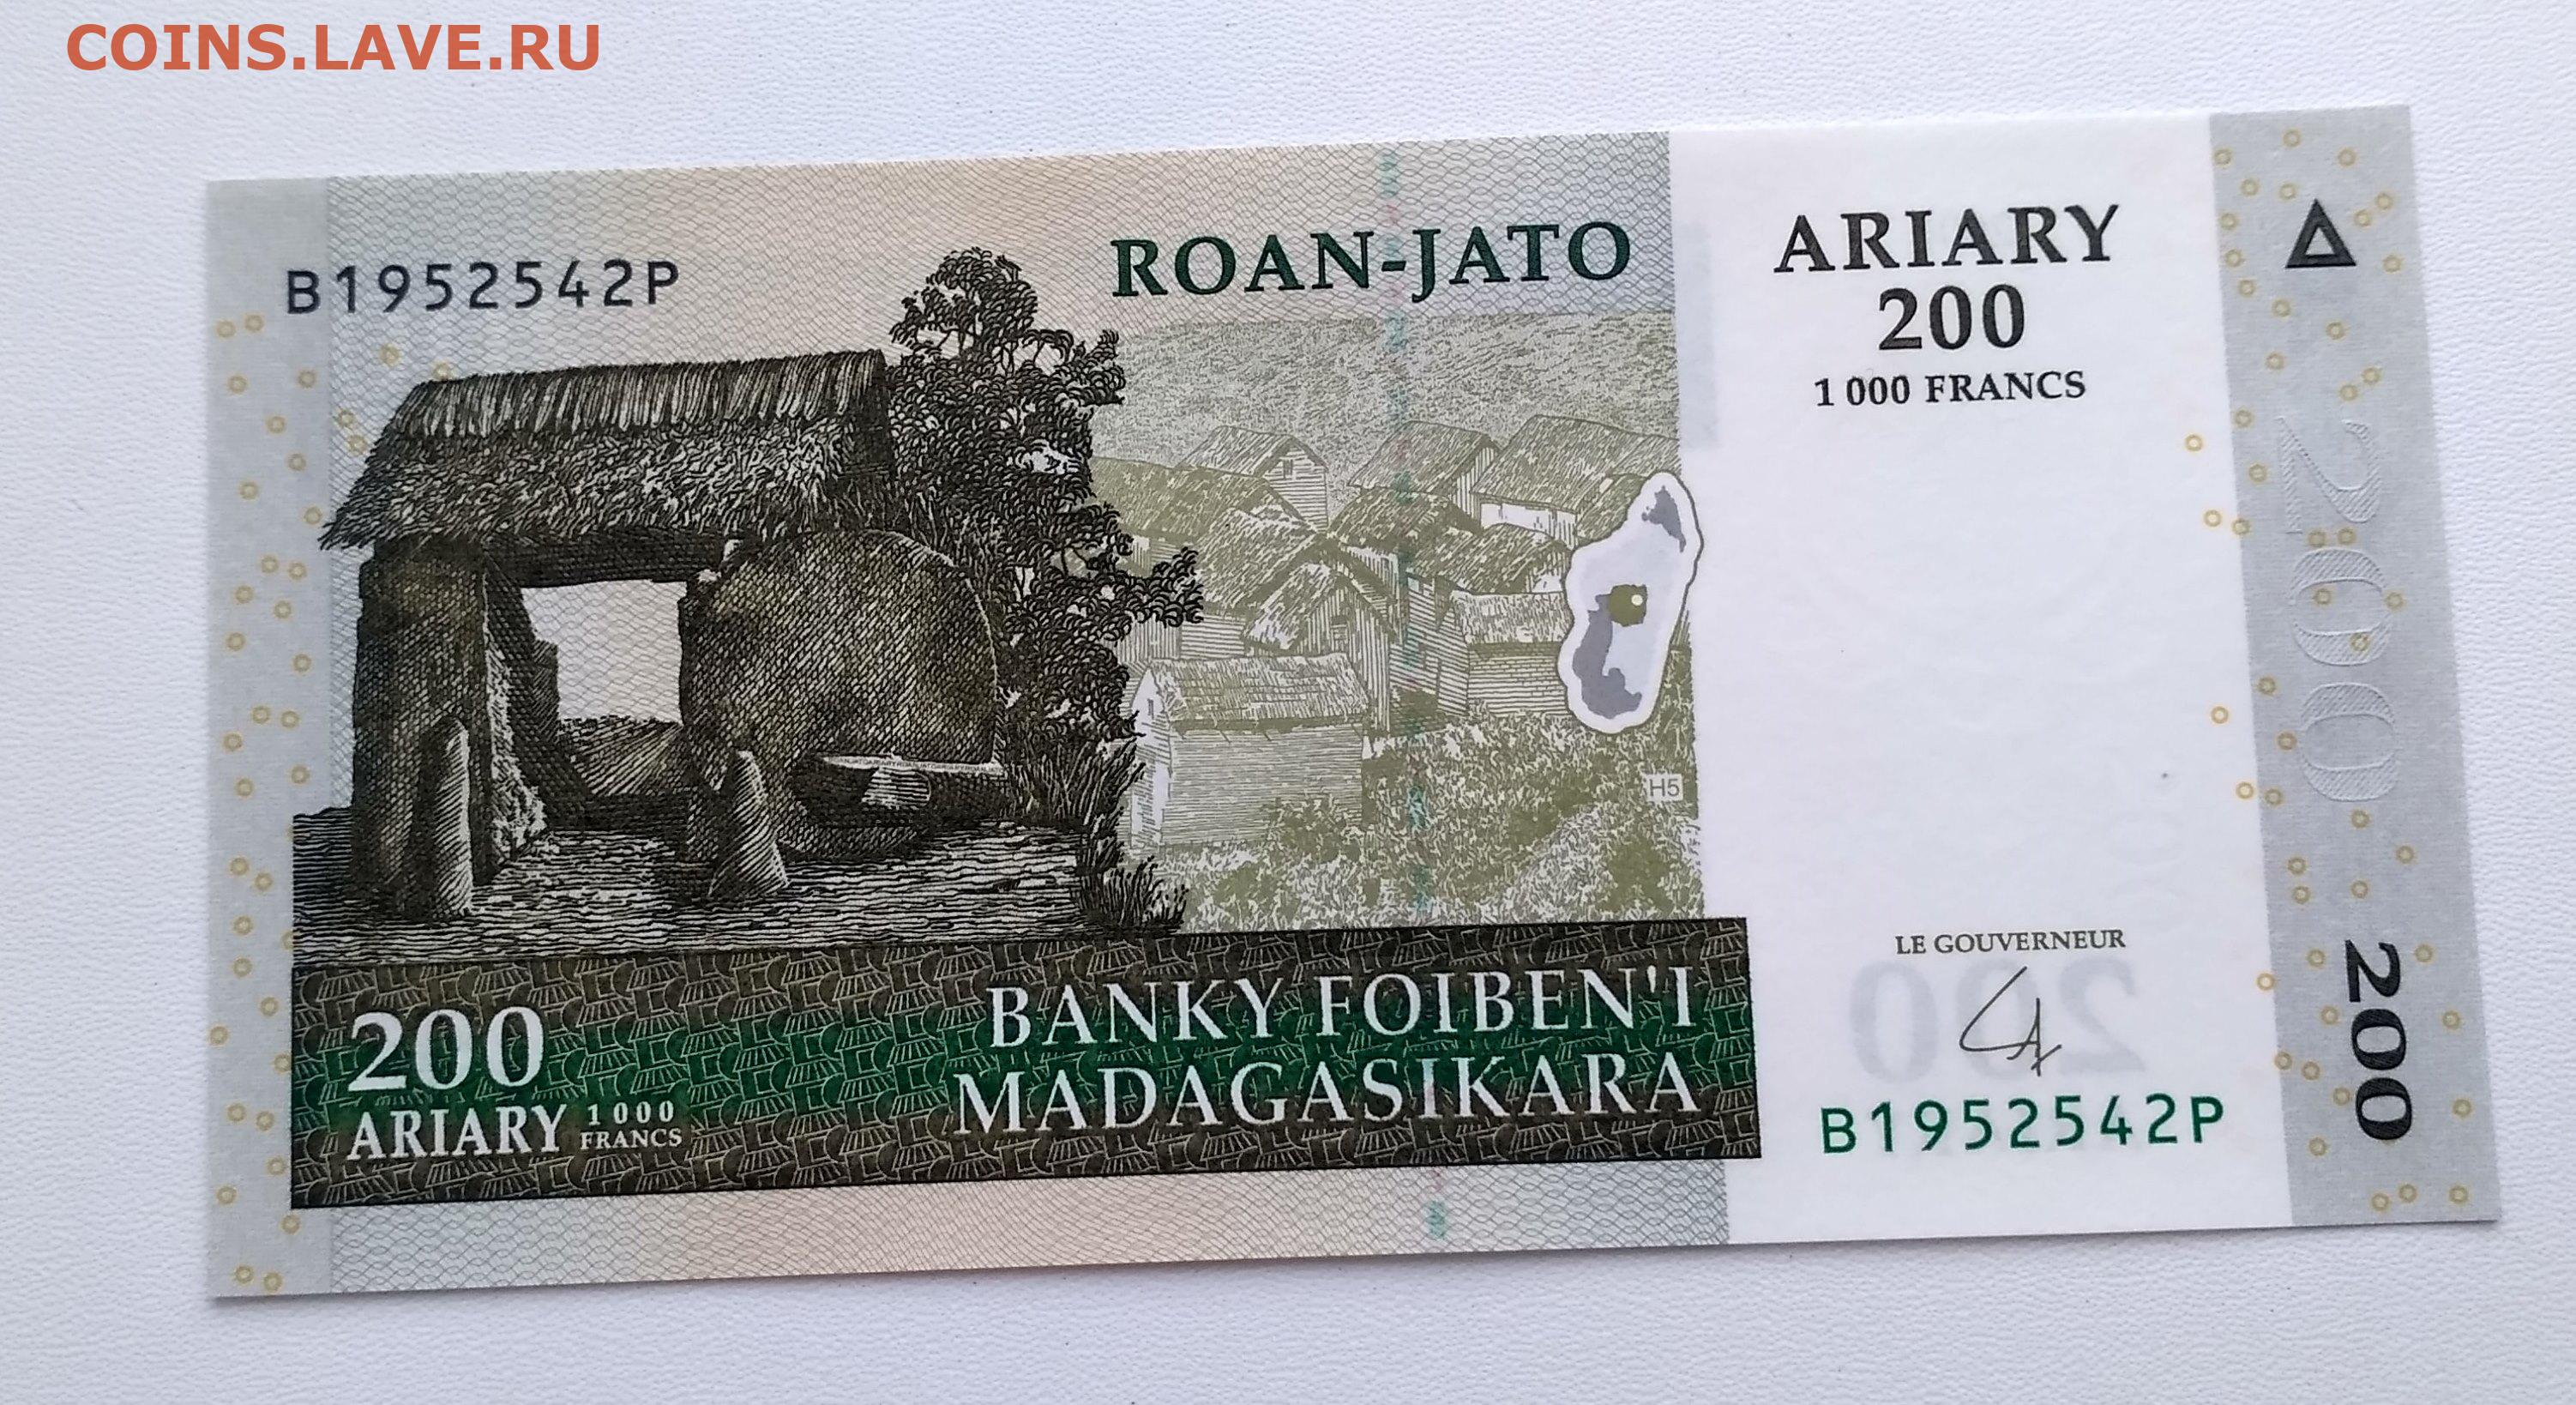 COINS.LAVE.RU
B1952542P
ROAN-JATO
ARIARY
200
1 000 FRANCS
200
H5
LE GOUVERNEUR
200
BANKY FOIBEN'I
MADAGASIKARA
200
ARIARY
1 000
FRANCS
B1952542P
200